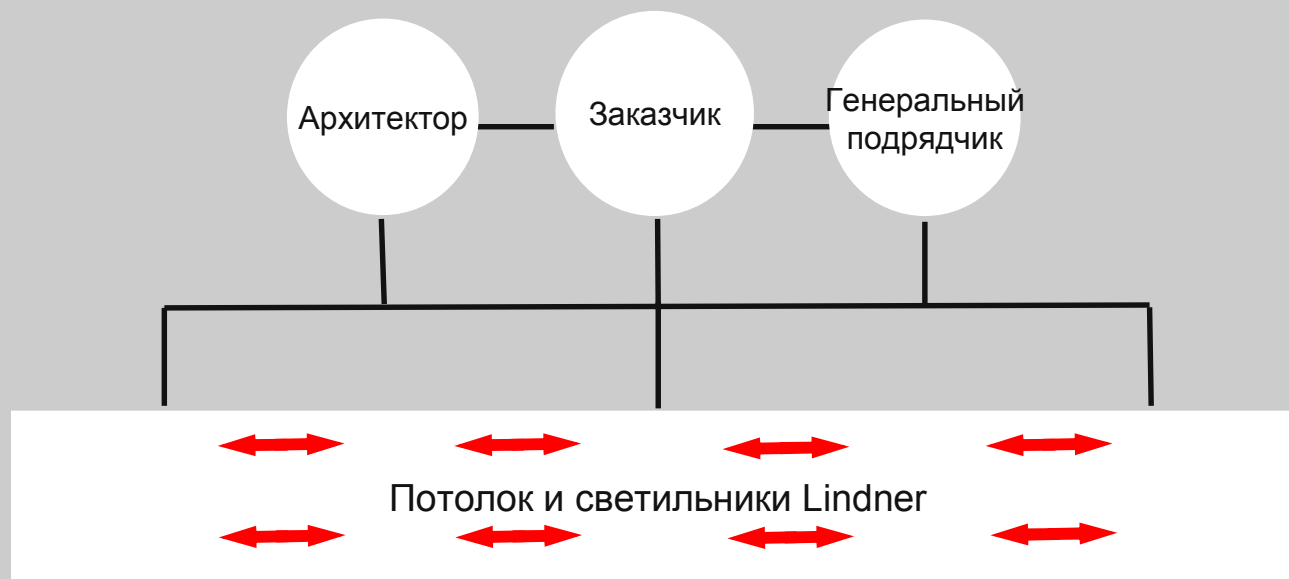 Архитектор
Заказчик
Генеральный
подрядчик
Потолок и светильники Lindner